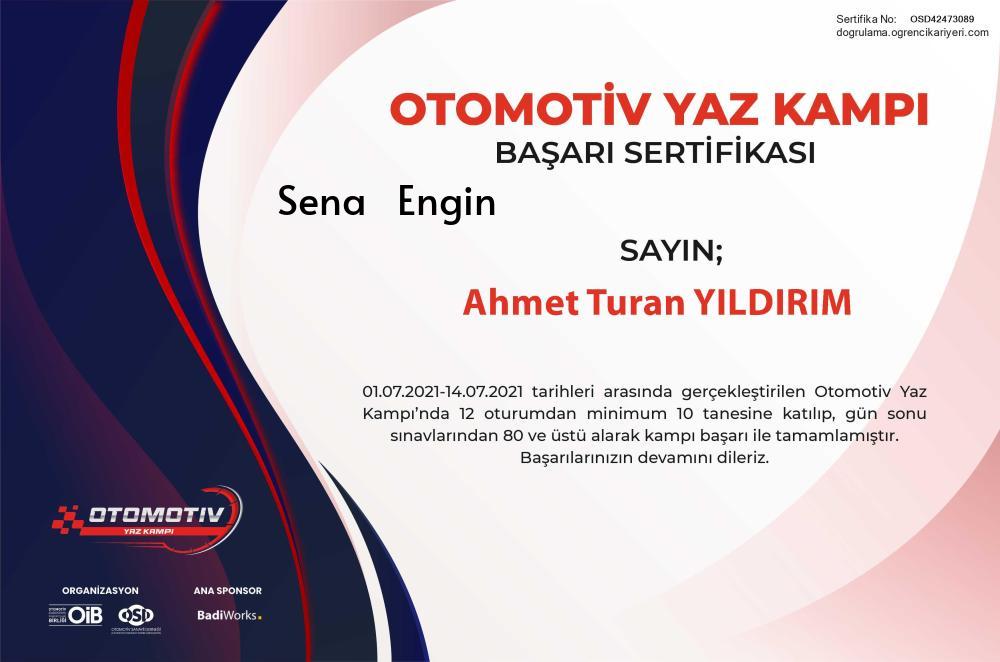 Sertifika No: OSD42473089
dogrulama.ogrencikariyeri.com
OTOMOTİV YAZ KAMPI
BAŞARI SERTİFİKASI
Sena Engin
SAYIN;
Ahmet Turan YILDIRIM
01.07.2021-14.07.2021 tarihleri arasında gerçekleştirilen Otomotiv Yaz
Kampı’nda 12 oturumdan minimum 10 tanesine katılıp, gün sonu
sınavlarından 80 ve üstü alarak kampı başarı ile tamamlamıştır.
Başarılarınızın devamını dileriz.
OTOMOTIV
YAZ KAMPI
ORGANİZASYON
ANA SPONSOR
OİB
OSD
BadiWorks.